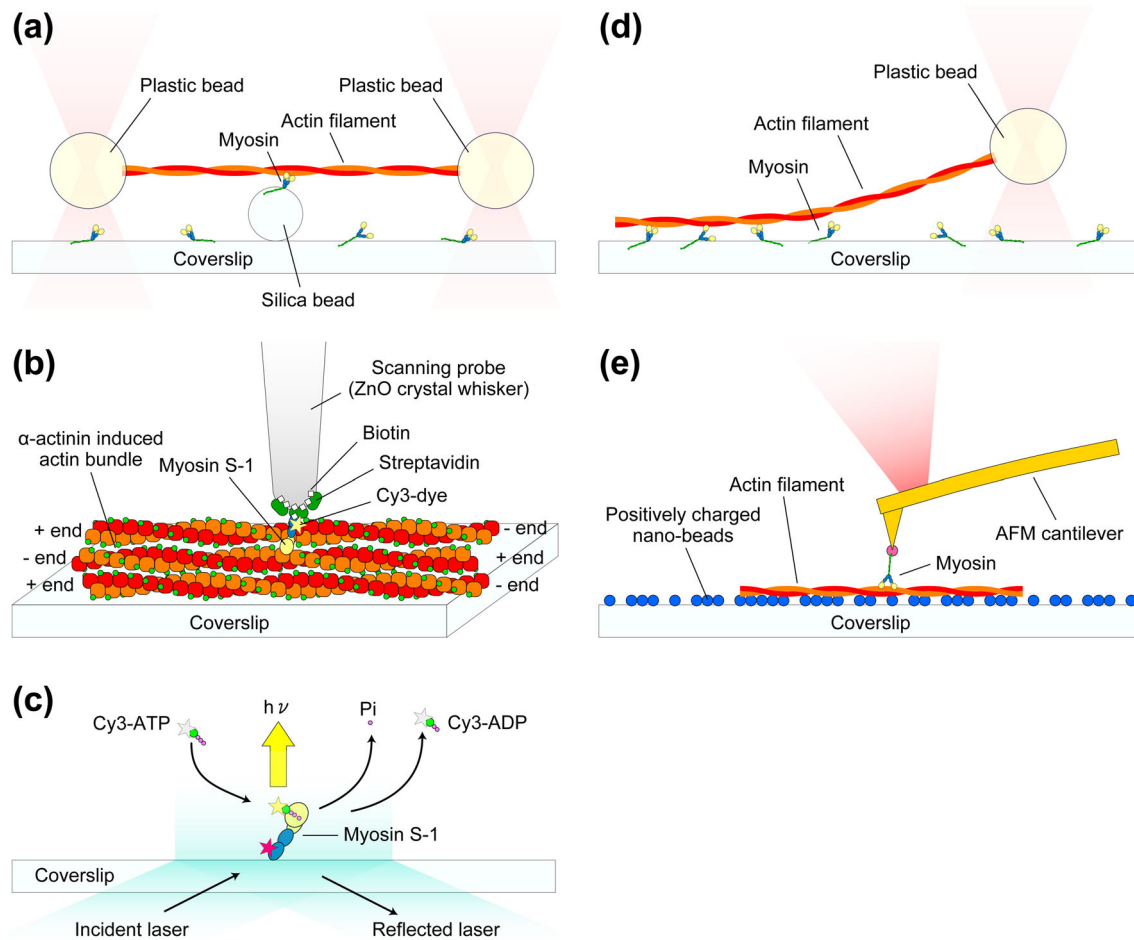 (a)
Plastic bead
Plastic bead
Actin filament
Myosin
Coverslip
Silica bead
(d)
Plastic bead
Actin filament
Myosin
Coverslip
(b)
Scanning probe
(ZnO crystal whisker)
α-actinin induced
actin bundle
Biotin
Myosin S-1
Streptavidin
Cy3-dye
+ end
- end
- end
+ end
+ end
- end
Coverslip
(e)
Actin filament
Positively charged
nano-beads
AFM cantilever
Myosin
Coverslip
(c)
Cy3-ATP
hν
Pi
Cy3-ADP
Myosin S-1
Coverslip
Incident laser
Reflected laser